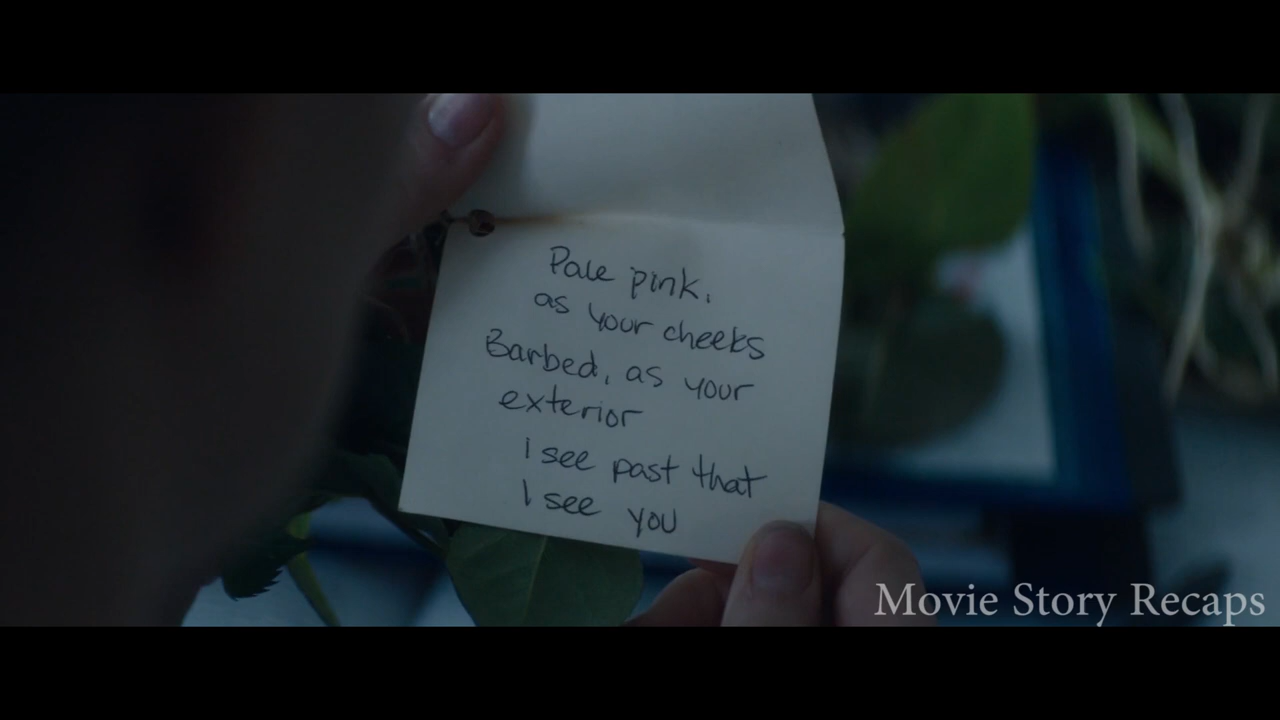 Pale pink,
as your cheeks
Barbed, as your
exterior
I see past that
I see you
Movie Story Recaps